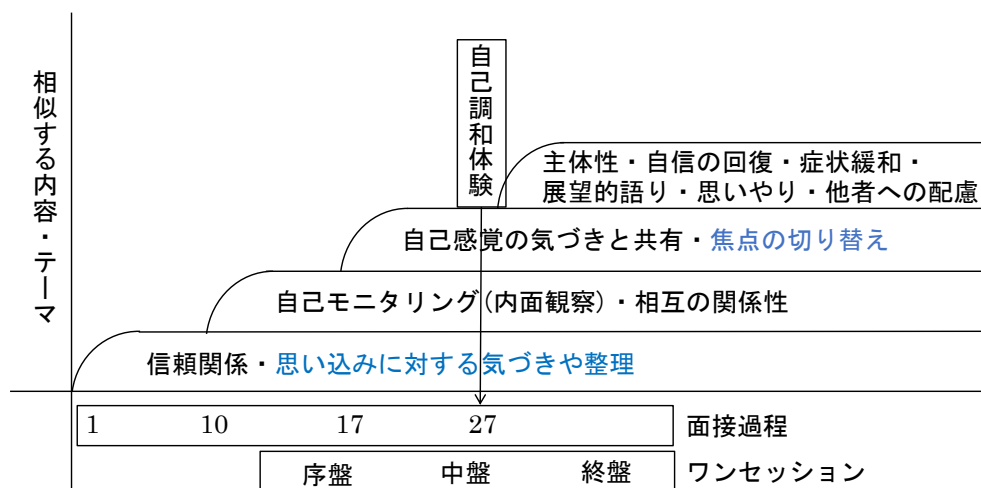 相似する内容・テーマ
自己調和体験
主体性・自信の回復・症状緩和・
展望的語り・思いやり・他者への配慮
自己感覚の気づきと共有・焦点の切り替え
自己モニタリング(内面観察)・相互の関係性
信頼関係・思い込みに対する気づきや整理
1 10 17 27 面接過程
序盤 中盤 終盤 ワンセッション